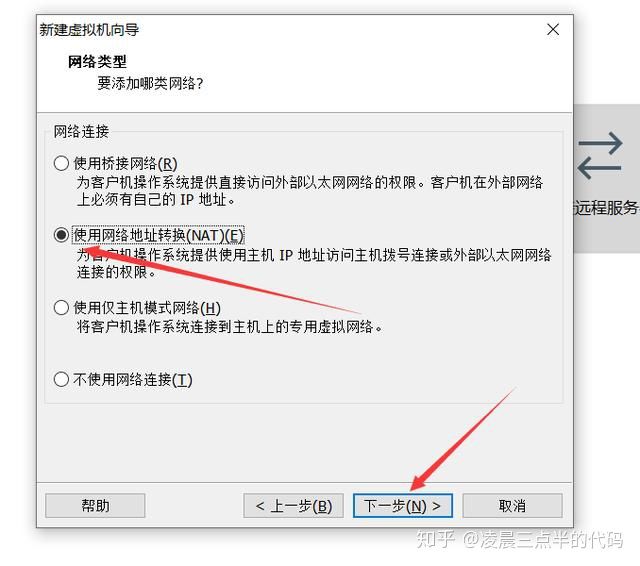 新建虚拟机向导
网络类型
要添加哪类网络?
网络连接
使用桥接网络(R)
为客户机操作系统提供直接访问外部以太网网络的权限。客户机在外部网络
上必须有自己的 IP 地址。
使用网络地址转换(NAT)(E)
为客户机操作系统提供使用主机 IP 地址访问主机拨号连接或外部以太网网络
连接的权限。
使用仅主机模式网络(H)
将客户机操作系统连接到主机上的专用虚拟网络。
不使用网络连接(T)
远程服务
帮助
< 上一步(B)
下一步(N) >
取消
知乎 @凌晨三点半的代码